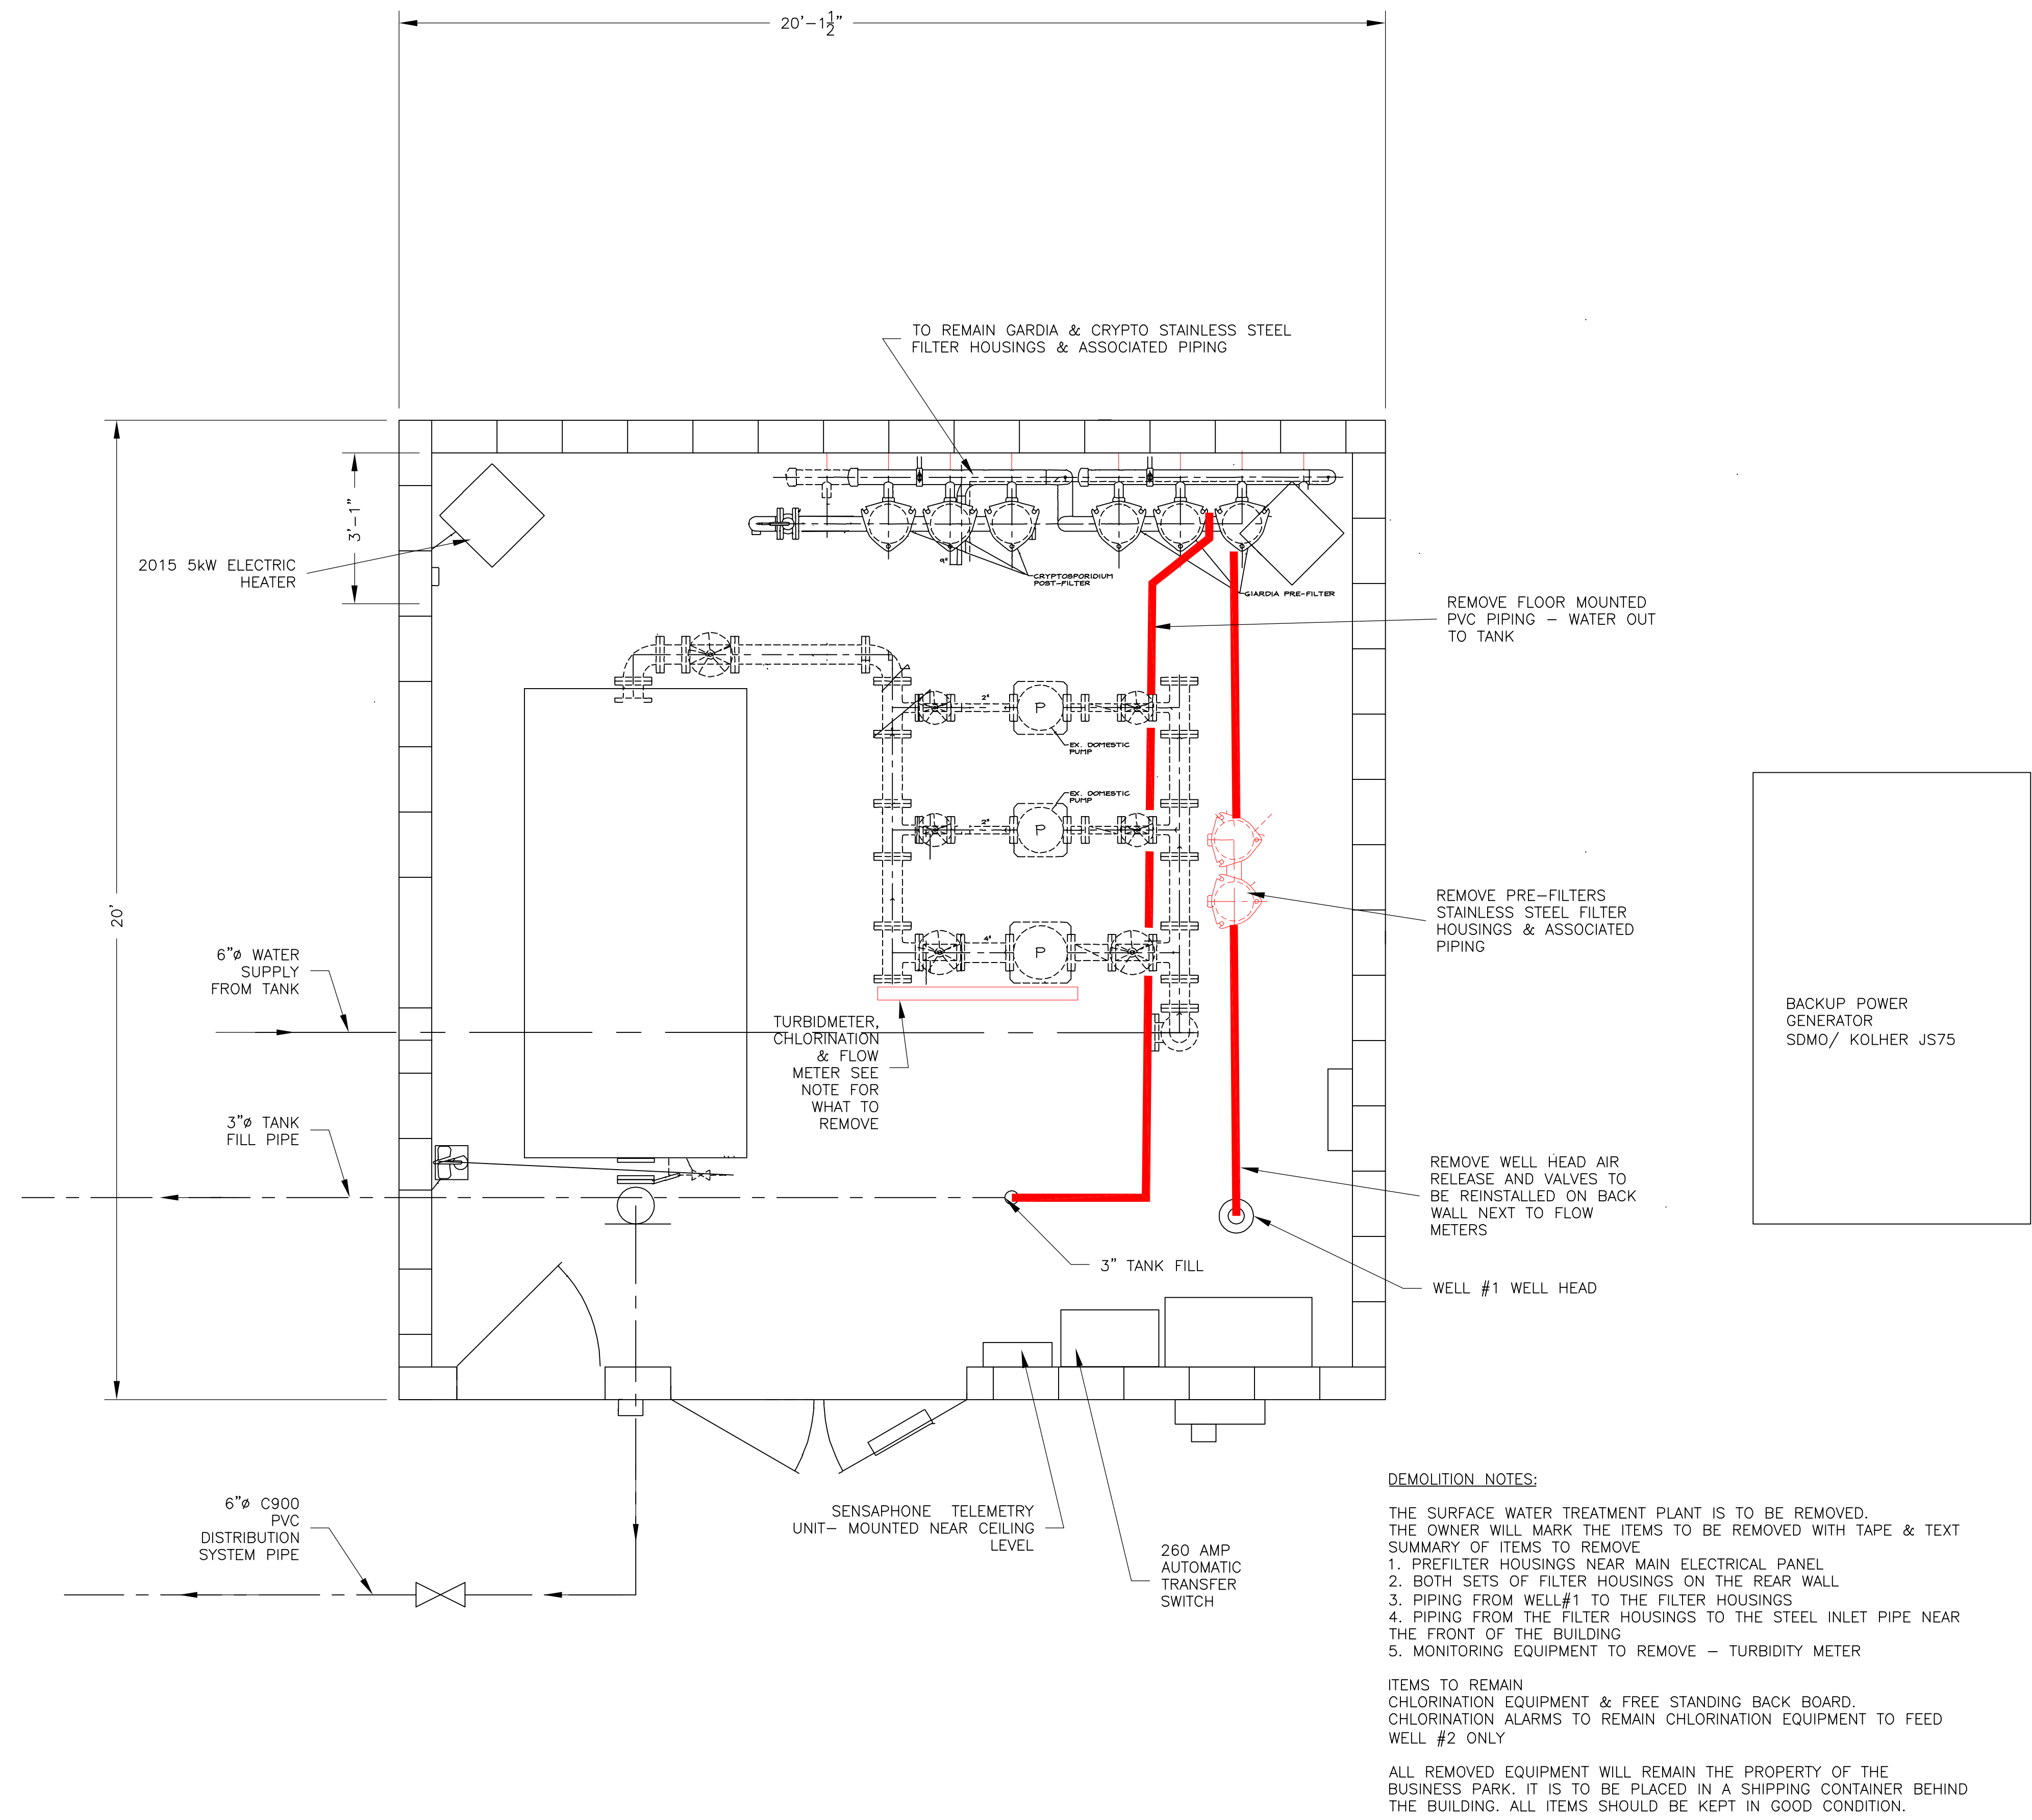 20'-1 1/2"
TO REMAIN GARDIA & CRYPTO STAINLESS STEEL
FILTER HOUSINGS & ASSOCIATED PIPING
3'-1"
2015 5kW ELECTRIC
HEATER
9"
CRYPTOSPORIDIUM
POST-FILTER
GIARDIA PRE-FILTER
REMOVE FLOOR MOUNTED
PVC PIPING – WATER OUT
TO TANK
2"
P
EX. DOMESTIC
PUMP
EX. DOMESTIC
PUMP
2"
P
20'
REMOVE PRE-FILTERS
STAINLESS STEEL FILTER
HOUSINGS & ASSOCIATED
PIPING
4"
P
6"ø WATER
SUPPLY
FROM TANK
TURBIDMETER,
CHLORINATION
& FLOW
METER SEE
NOTE FOR
WHAT TO
REMOVE
BACKUP POWER
GENERATOR
SDMO/ KOLHER JS75
3"ø TANK
FILL PIPE
REMOVE WELL HEAD AIR
RELEASE AND VALVES TO
BE REINSTALLED ON BACK
WALL NEXT TO FLOW
METERS
3" TANK FILL
WELL #1 WELL HEAD
6"ø C900
PVC
DISTRIBUTION
SYSTEM PIPE
SENSAPHONE TELEMETRY
UNIT– MOUNTED NEAR CEILING
LEVEL
260 AMP
AUTOMATIC
TRANSFER
SWITCH
DEMOLITION NOTES:
THE SURFACE WATER TREATMENT PLANT IS TO BE REMOVED.
THE OWNER WILL MARK THE ITEMS TO BE REMOVED WITH TAPE & TEXT
SUMMARY OF ITEMS TO REMOVE
1. PREFILTER HOUSINGS NEAR MAIN ELECTRICAL PANEL
2. BOTH SETS OF FILTER HOUSINGS ON THE REAR WALL
3. PIPING FROM WELL#1 TO THE FILTER HOUSINGS
4. PIPING FROM THE FILTER HOUSINGS TO THE STEEL INLET PIPE NEAR
THE FRONT OF THE BUILDING
5. MONITORING EQUIPMENT TO REMOVE – TURBIDITY METER
ITEMS TO REMAIN
CHLORINATION EQUIPMENT & FREE STANDING BACK BOARD.
CHLORINATION ALARMS TO REMAIN CHLORINATION EQUIPMENT TO FEED
WELL #2 ONLY
ALL REMOVED EQUIPMENT WILL REMAIN THE PROPERTY OF THE
BUSINESS PARK. IT IS TO BE PLACED IN A SHIPPING CONTAINER BEHIND
THE BUILDING. ALL ITEMS SHOULD BE KEPT IN GOOD CONDITION.